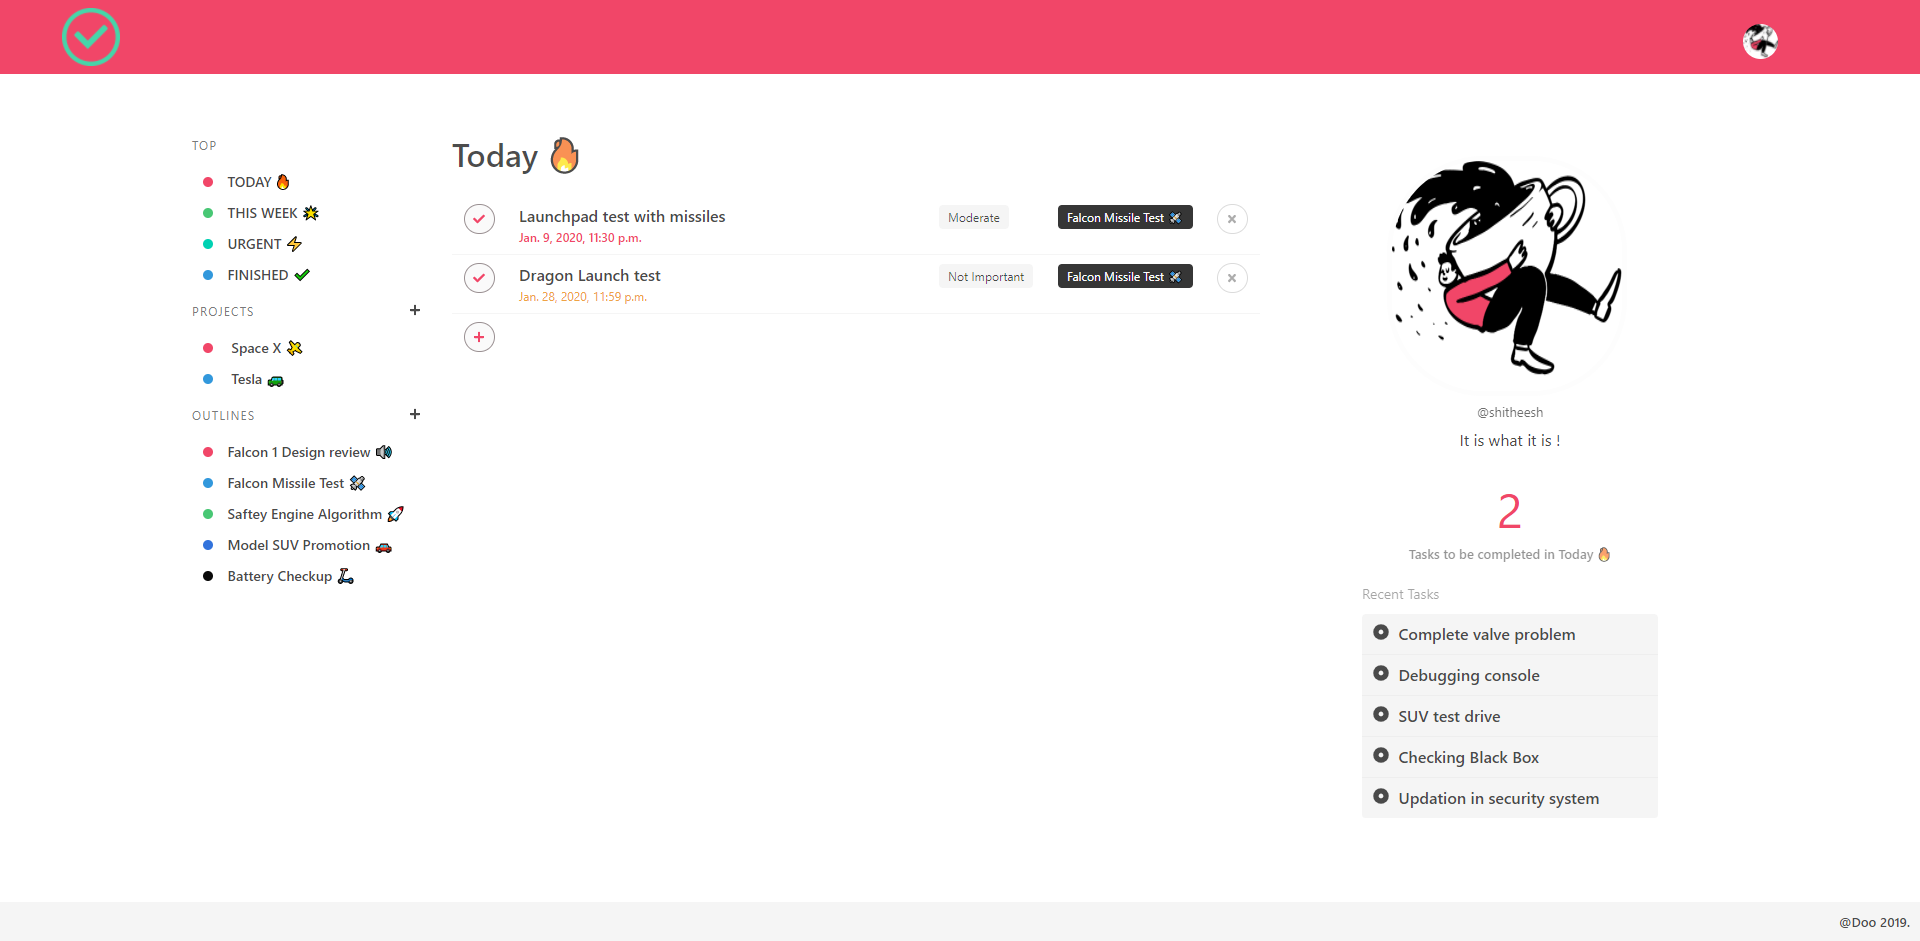 TOP
TODAY 🔥
THIS WEEK 🌟
URGENT ⚡
FINISHED ✔
PROJECTS
Space X
Tesla
OUTLINES
Falcon 1 Design review 🔊
Falcon Missile Test 🛰
Saftey Engine Algorithm 🚀
Model SUV Promotion 🚗
Battery Checkup 🛴
Today 🔥
Launchpad test with missiles Moderate Falcon Missile Test 🛰
Jan. 9, 2020, 11:30 p.m.
Dragon Launch test Not Important Falcon Missile Test 🛰
Jan. 28, 2020, 11:59 p.m.
@shitheesh
It is what it is !
2
Tasks to be completed in Today 🔥
Recent Tasks
Complete valve problem
Debugging console
SUV test drive
Checking Black Box
Updation in security system
@Doo 2019.